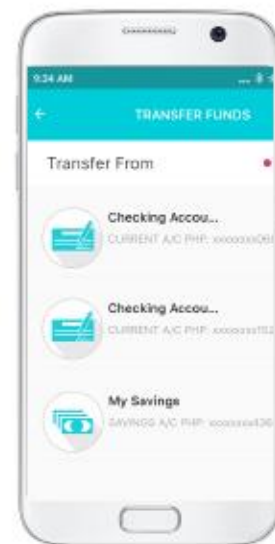 9:34 AM
TRANSFER FUNDS
Transfer From
Checking Accou...
CURRENT A/C PHP:
Checking Accou...
CURRENT A/C PHP:
My Savings
SAVINGS A/C PHP: